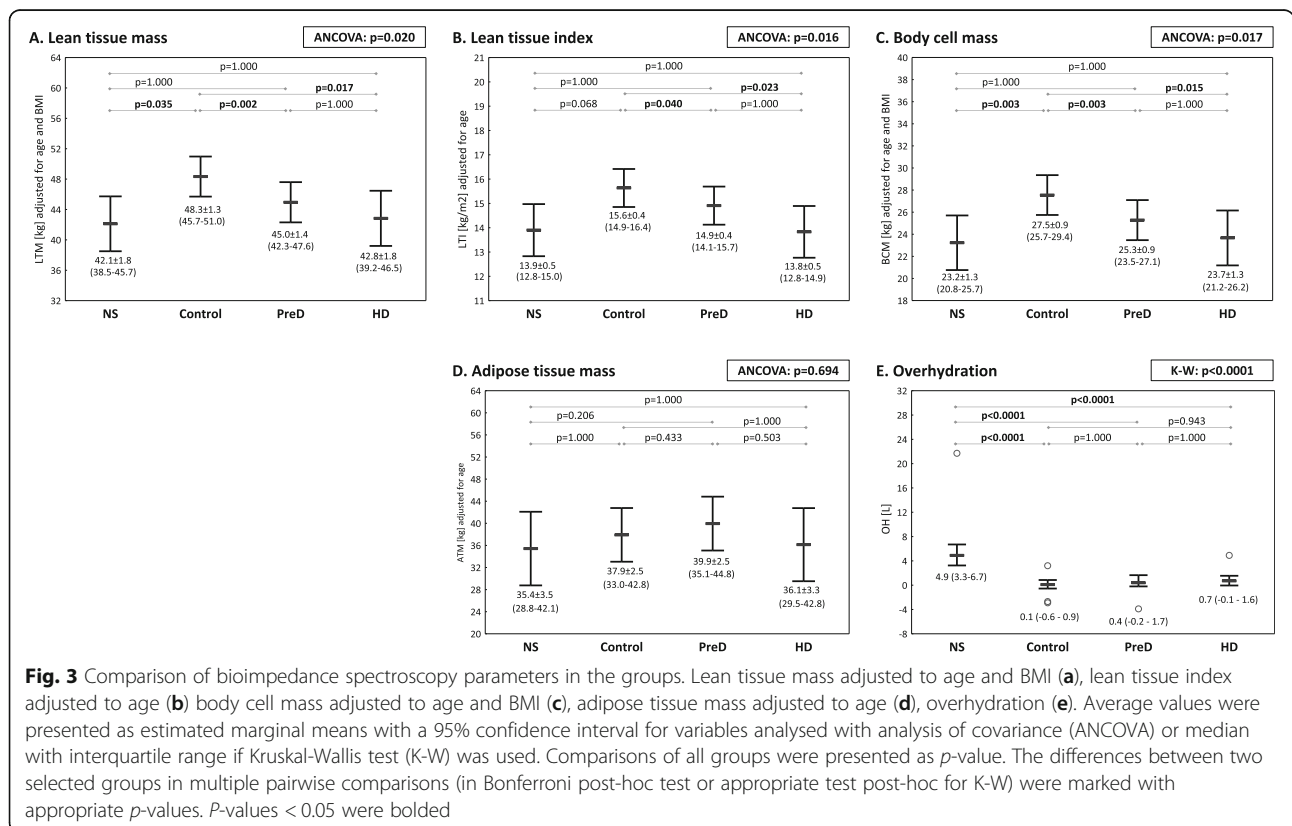 A. Lean tissue mass
ANCOVA: p=0.020
p=1.000
p=1.000
p=0.017
p=0.035
p=0.002
p=1.000
LTM [kg] adjusted for age and BMI
64
60
56
52
48
44
40
36
32
42.1±1.8
(38.5-45.7)
48.3±1.3
(45.7-51.0)
45.0±1.4
(42.3-47.6)
42.8±1.8
(39.2-46.5)
NS
Control
PreD
HD
B. Lean tissue index
ANCOVA: p=0.016
p=1.000
p=1.000
p=0.023
p=0.068
p=0.040
p=1.000
LTI [kg/m2] adjusted for age
21
20
19
18
17
16
15
14
13
12
11
13.9±0.5
(12.8-15.0)
15.6±0.4
(14.9-16.4)
14.9±0.4
(14.1-15.7)
13.8±0.5
(12.8-14.9)
NS
Control
PreD
HD
C. Body cell mass
ANCOVA: p=0.017
p=1.000
p=1.000
p=0.015
p=0.003
p=0.003
p=1.000
BCM [kg] adjusted for age and BMI
40
38
36
34
32
30
28
26
24
22
20
18
23.2±1.3
(20.8-25.7)
27.5±0.9
(25.7-29.4)
25.3±0.9
(23.5-27.1)
23.7±1.3
(21.2-26.2)
NS
Control
PreD
HD
D. Adipose tissue mass
ANCOVA: p=0.694
p=1.000
p=0.206
p=1.000
p=1.000
p=0.433
p=0.503
ATM [kg] adjusted for age
64
60
56
52
48
44
40
36
32
28
24
20
35.4±3.5
(28.8-42.1)
37.9±2.5
(33.0-42.8)
39.9±2.5
(35.1-44.8)
36.1±3.3
(29.5-42.8)
NS
Control
PreD
HD
E. Overhydration
K-W: p<0.0001
p<0.0001
p<0.0001
p=0.943
p<0.0001
p=1.000
p=1.000
OH [L]
32
28
24
20
16
12
8
4
0
-4
-8
4.9 (3.3-6.7)
0.1 (-0.6 - 0.9)
0.4 (-0.2 - 1.7)
0.7 (-0.1 - 1.6)
NS
Control
PreD
HD
Fig. 3 Comparison of bioimpedance spectroscopy parameters in the groups. Lean tissue mass adjusted to age and BMI (a), lean tissue index
adjusted to age (b) body cell mass adjusted to age and BMI (c), adipose tissue mass adjusted to age (d), overhydration (e). Average values were
presented as estimated marginal means with a 95% confidence interval for variables analysed with analysis of covariance (ANCOVA) or median
with interquartile range if Kruskal-Wallis test (K-W) was used. Comparisons of all groups were presented as p-value. The differences between two
selected groups in multiple pairwise comparisons (in Bonferroni post-hoc test or appropriate test post-hoc for K-W) were marked with
appropriate p-values. P-values < 0.05 were bolded